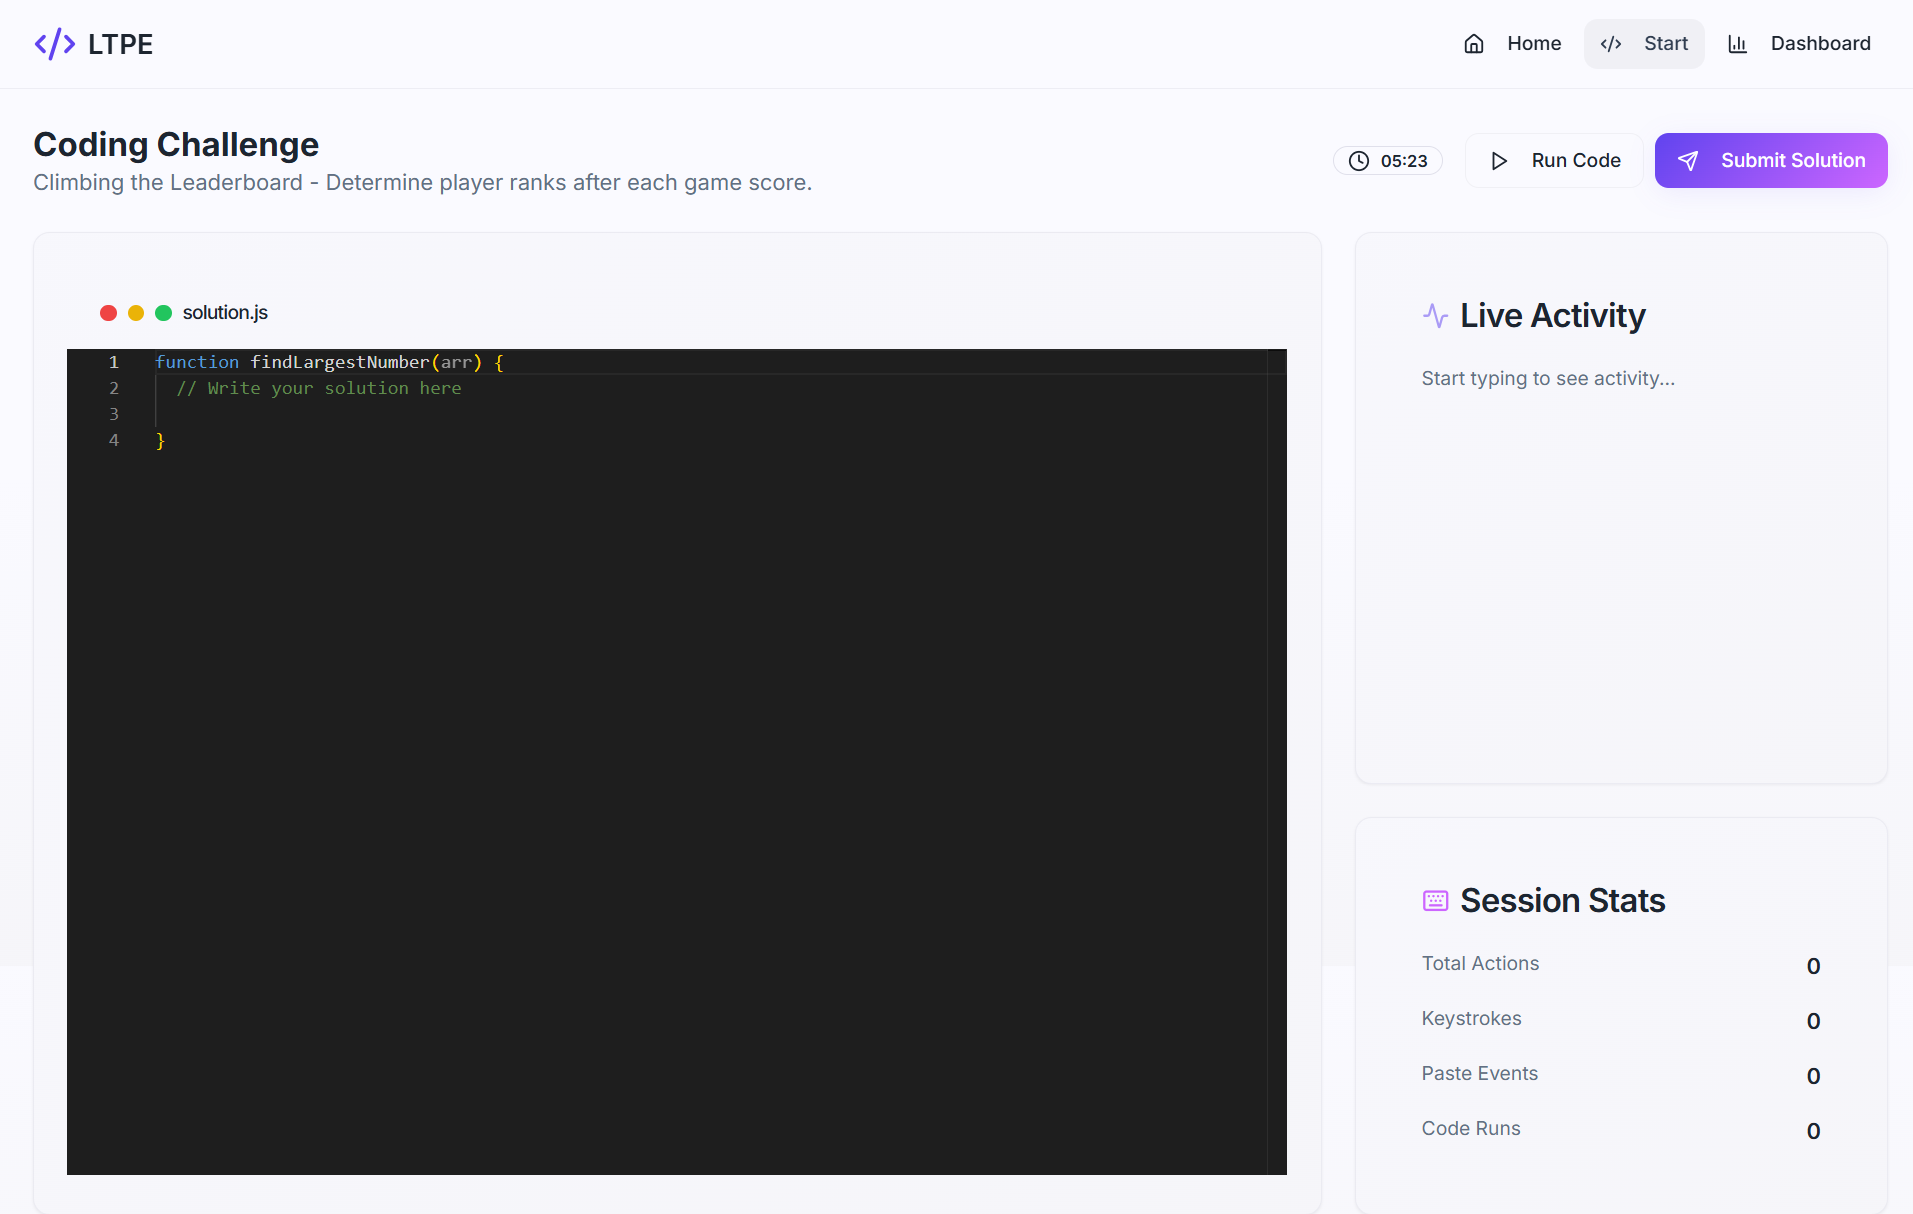 LTPE
Home
Start
Dashboard
Coding Challenge
Climbing the Leaderboard - Determine player ranks after each game score.
05:23
Run Code
Submit Solution
solution.js
1 function findLargestNumber(arr) {
2 // Write your solution here
3
4 }
Live Activity
Start typing to see activity...
Session Stats
Total Actions 0
Keystrokes 0
Paste Events 0
Code Runs 0